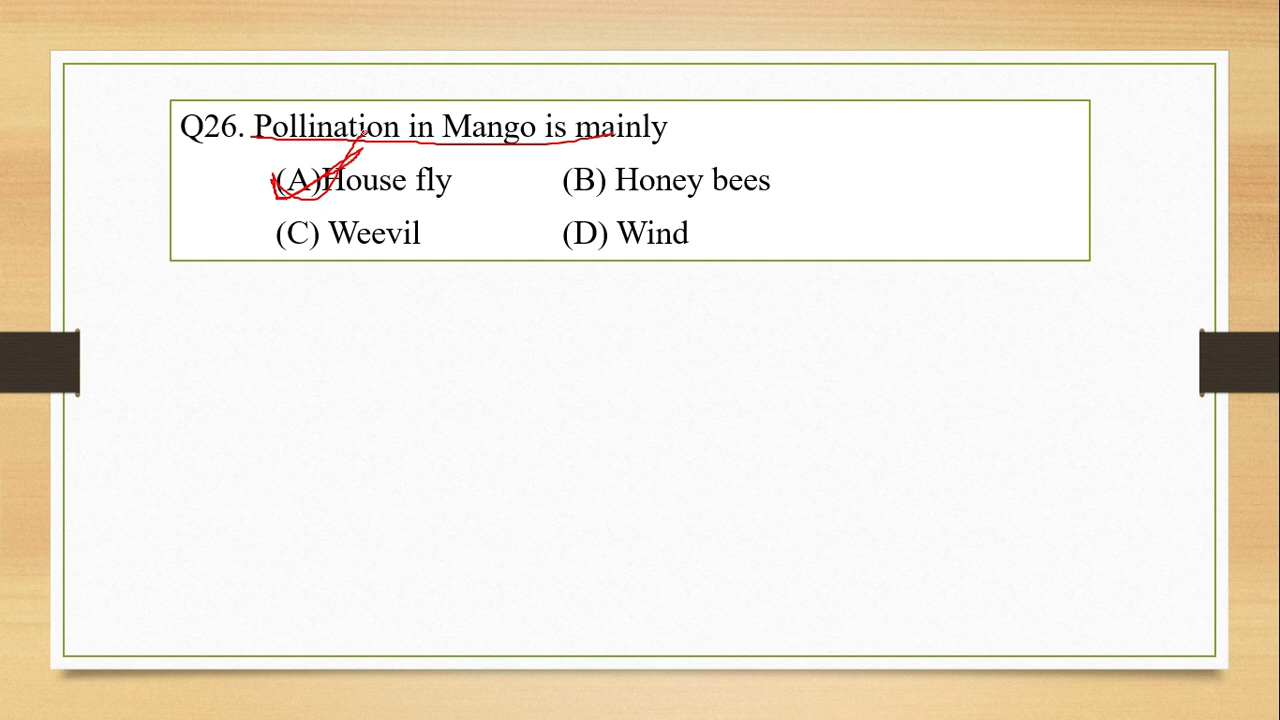 Q26. Pollination in Mango is mainly
(A)House fly (B) Honey bees
(C) Weevil (D) Wind